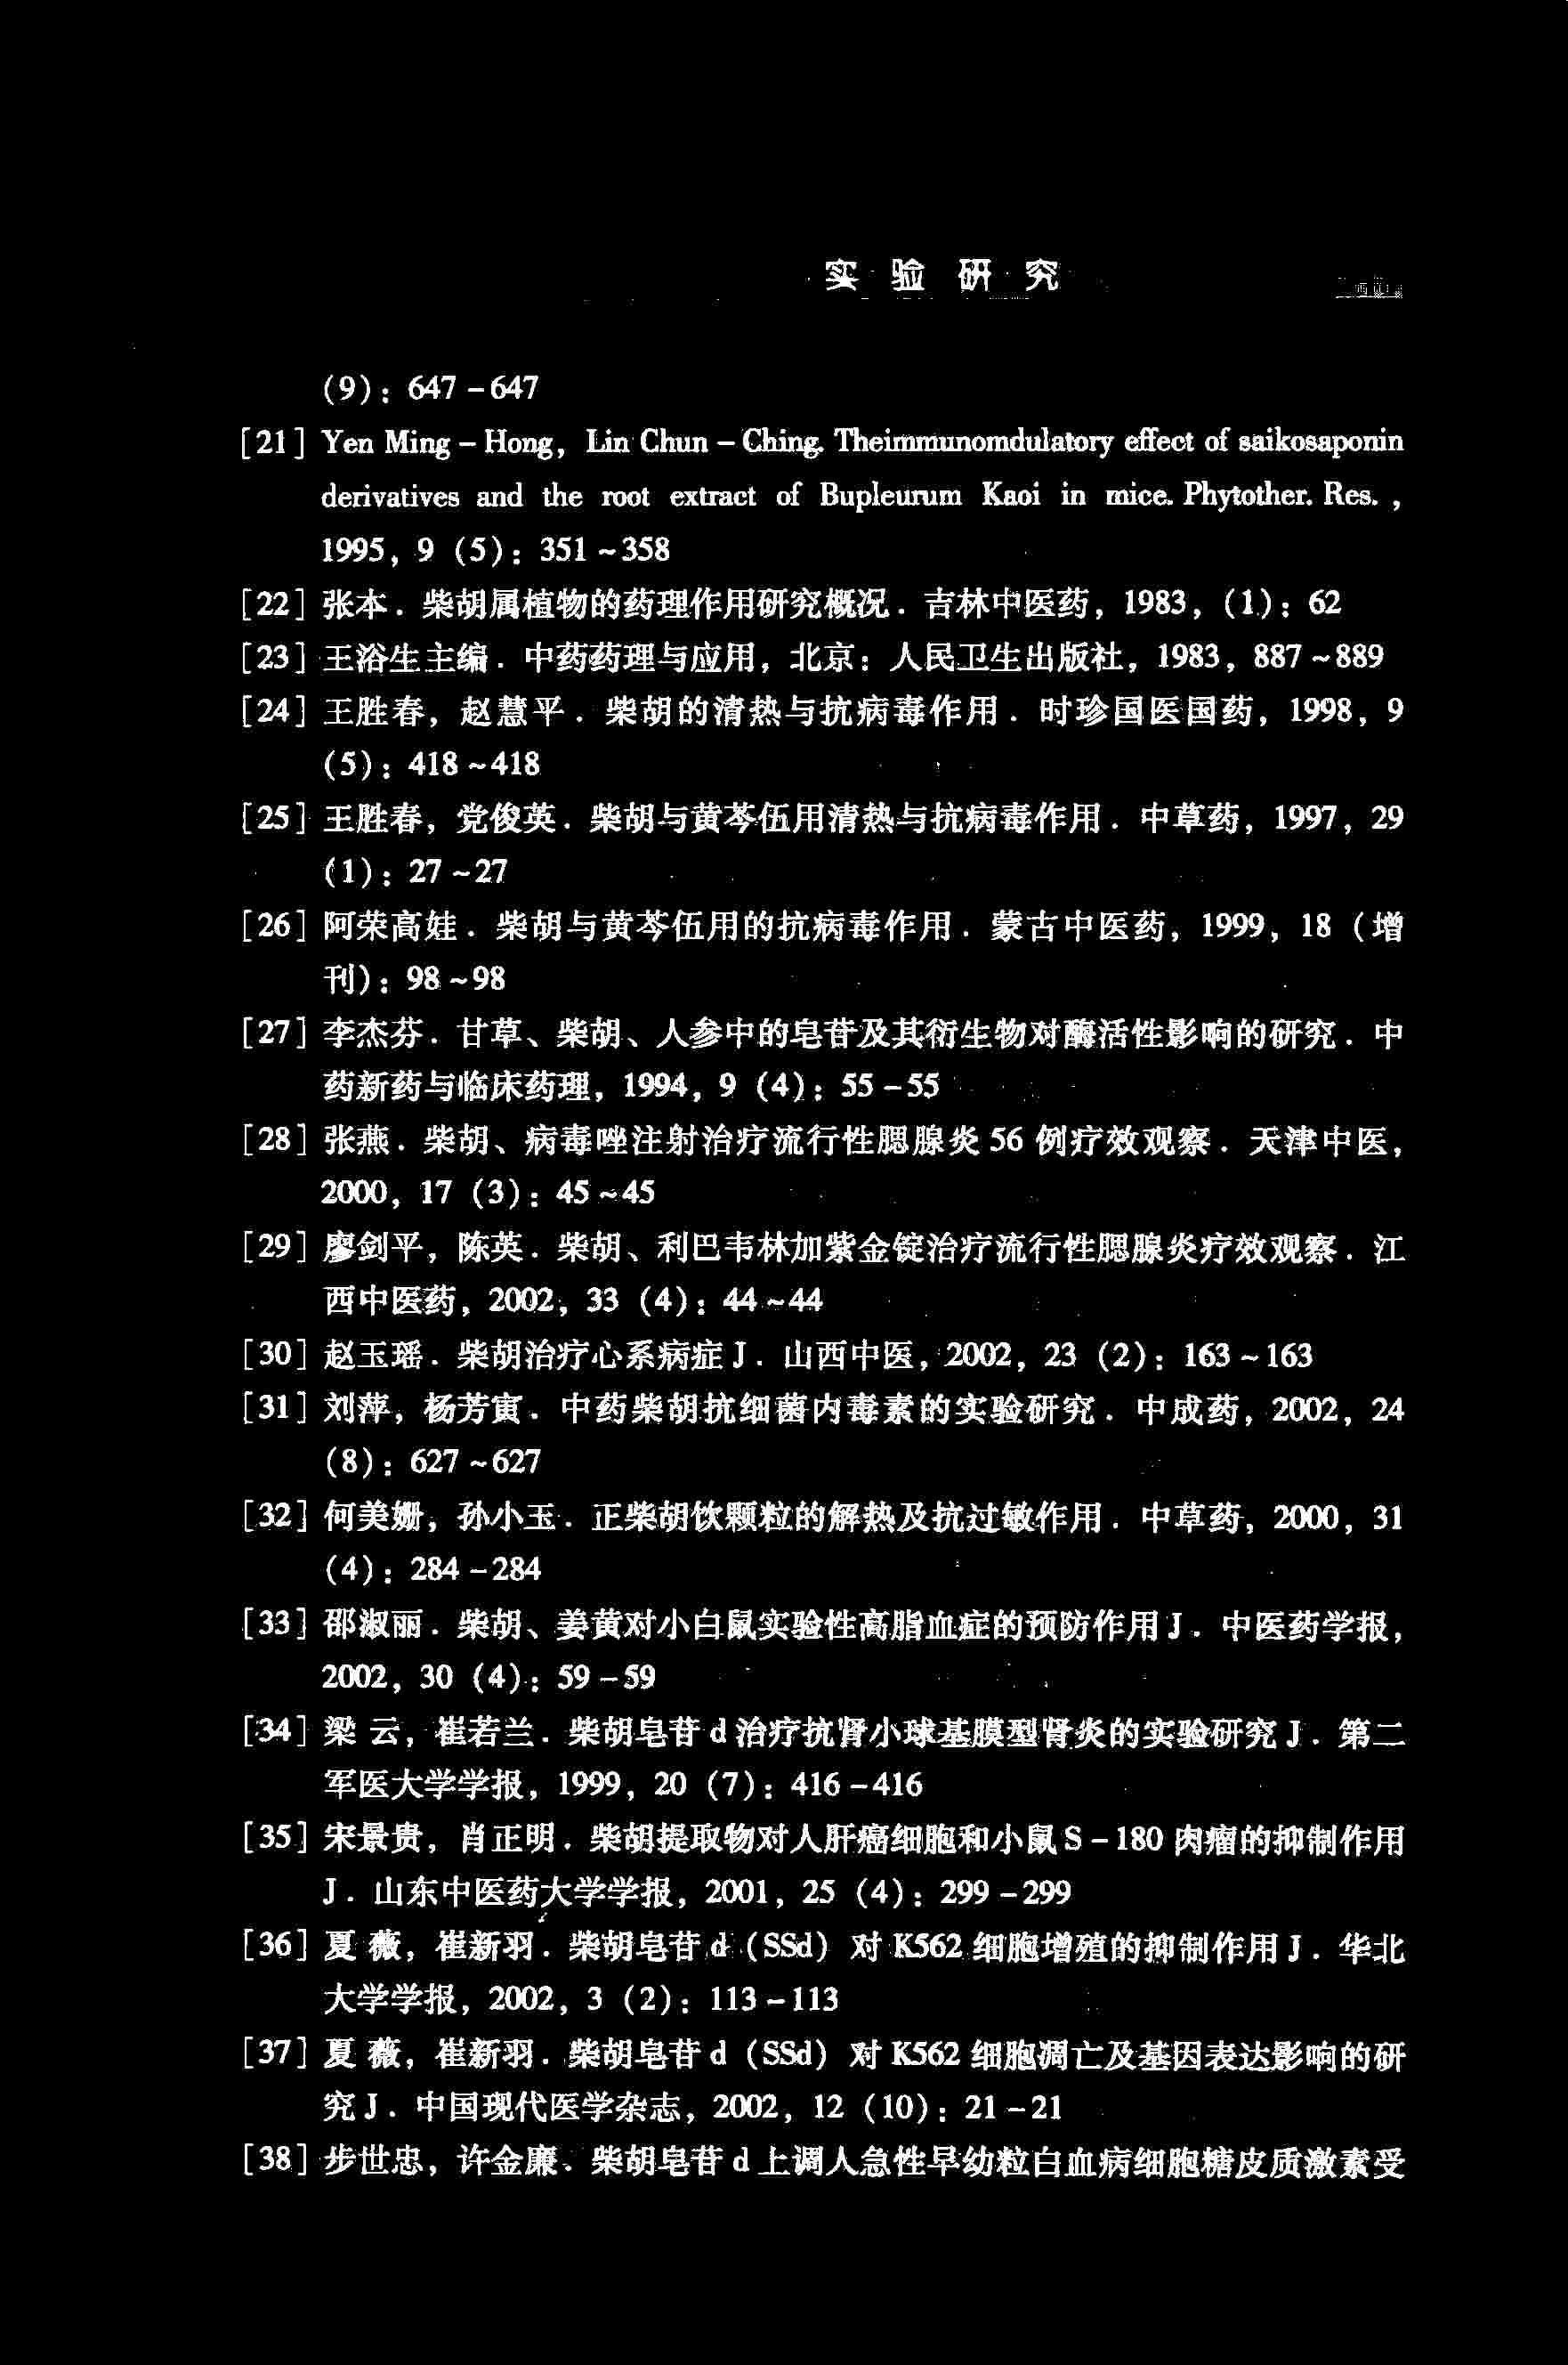 实验研究
(9): 647-647
[21] Yen Ming-Hong, Lin Chun-Ching. Theimmunomdulatory effect of saikosaponin
derivatives and the root extract of Bupleurum Kaoi in mice. Phytother. Res.,
1995, 9 (5): 351~358
[22] 张本. 柴胡属植物的药理作用研究概况. 吉林中医药, 1983, (1): 62
[23] 王浴生主编. 中药药理与应用, 北京: 人民卫生出版社, 1983, 887~889
[24] 王胜春, 赵慧平. 柴胡的清热与抗病毒作用. 时珍国医国药, 1998, 9
(5): 418~418
[25] 王胜春, 党俊英. 柴胡与黄芩伍用清热与抗病毒作用. 中草药, 1997, 29
(1): 27~27
[26] 阿荣高娃. 柴胡与黄芩伍用的抗病毒作用. 蒙古中医药, 1999, 18 (增
刊): 98~98
[27] 李杰芬. 甘草、柴胡、人参中的皂苷及其衍生物对酶活性影响的研究. 中
药新药与临床药理, 1994, 9 (4): 55-55
[28] 张燕. 柴胡、病毒唑注射治疗流行性腮腺炎56例疗效观察. 天津中医,
2000, 17 (3): 45~45
[29] 廖剑平, 陈英. 柴胡、利巴韦林加紫金锭治疗流行性腮腺炎疗效观察. 江
西中医药, 2002, 33 (4): 44~44
[30] 赵玉瑶. 柴胡治疗心系病症J. 山西中医, 2002, 23 (2): 163~163
[31] 刘萍, 杨芳寅. 中药柴胡抗细菌内毒素的实验研究. 中成药, 2002, 24
(8): 627~627
[32] 何美姗, 孙小玉. 正柴胡饮颗粒的解热及抗过敏作用. 中草药, 2000, 31
(4): 284-284
[33] 邵淑丽. 柴胡、姜黄对小白鼠实验性高脂血症的预防作用J. 中医药学报,
2002, 30 (4): 59-59
[34] 梁 云, 崔若兰. 柴胡皂苷d治疗抗肾小球基膜型肾炎的实验研究J. 第二
军医大学学报, 1999, 20 (7): 416-416
[35] 宋景贵, 肖正明. 柴胡提取物对人肝癌细胞和小鼠S-180肉瘤的抑制作用
J. 山东中医药大学学报, 2001, 25 (4): 299-299
[36] 夏 薇, 崔新羽. 柴胡皂苷d (SSd) 对K562细胞增殖的抑制作用J. 华北
大学学报, 2002, 3 (2): 113-113
[37] 夏 薇, 崔新羽. 柴胡皂苷d (SSd) 对K562细胞凋亡及基因表达影响的研
究J. 中国现代医学杂志, 2002, 12 (10): 21-21
[38] 步世忠, 许金廉. 柴胡皂苷d上调人急性早幼粒白血病细胞糖皮质激素受